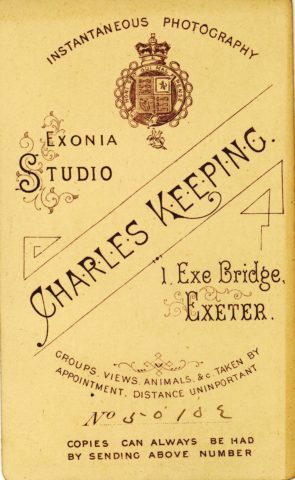 INSTANTANEOUS PHOTOGRAPHY
EXONIA
STUDIO
CHARLES KEEPING.
1. EXE BRIDGE,
EXETER.
GROUPS, VIEWS, ANIMALS, &c TAKEN BY
APPOINTMENT, DISTANCE UNIMPORTANT
No
COPIES CAN ALWAYS BE HAD
BY SENDING ABOVE NUMBER